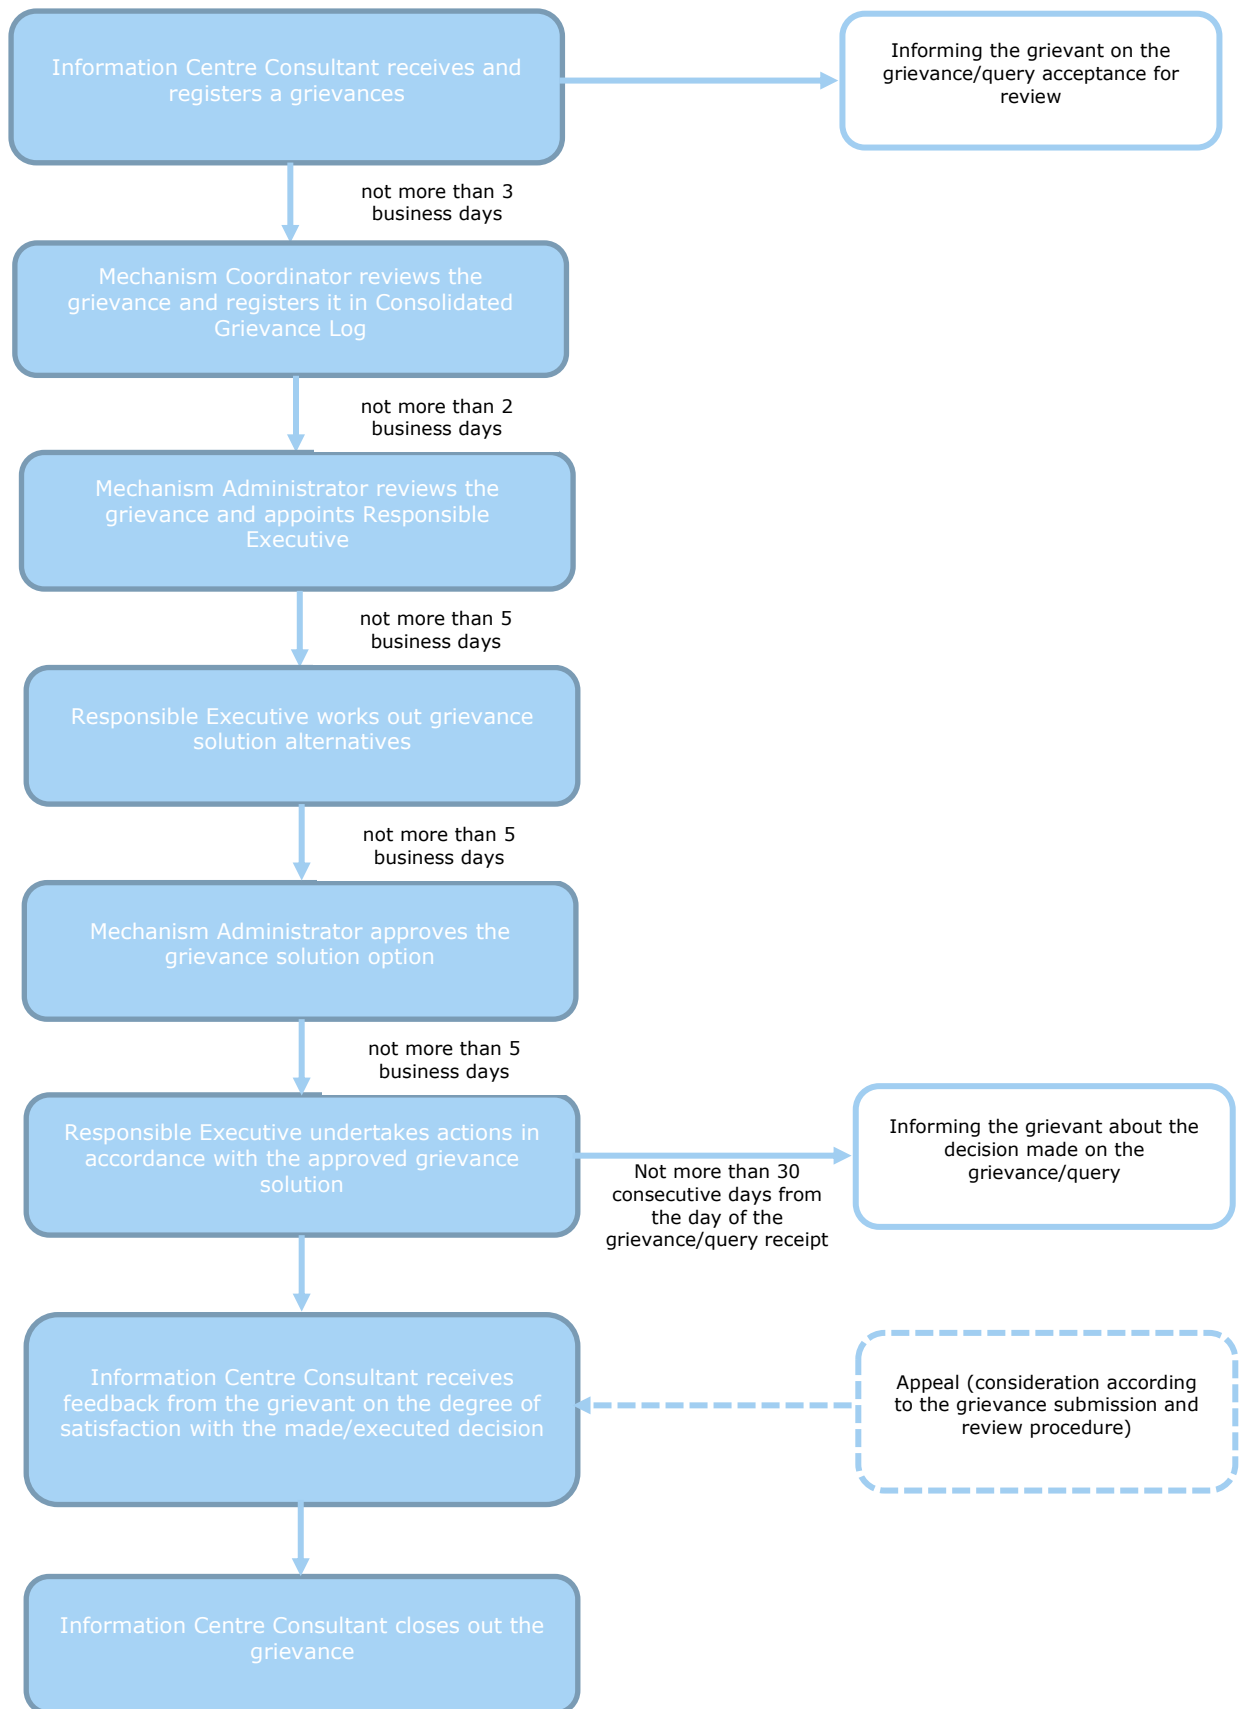 Information Centre Consultant receives and
registers a grievances
Informing the grievant on the
grievance/query acceptance for
review
not more than 3
business days
Mechanism Coordinator reviews the
grievance and registers it in Consolidated
Grievance Log
not more than 2
business days
Mechanism Administrator reviews the
grievance and appoints Responsible
Executive
not more than 5
business days
Responsible Executive works out grievance
solution alternatives
not more than 5
business days
Mechanism Administrator approves the
grievance solution option
not more than 5
business days
Responsible Executive undertakes actions in
accordance with the approved grievance
solution
Not more than 30
consecutive days from
the day of the
grievance/query receipt
Informing the grievant about the
decision made on the
grievance/query
Information Centre Consultant receives
feedback from the grievant on the degree of
satisfaction with the made/executed decision
Appeal (consideration according
to the grievance submission and
review procedure)
Information Centre Consultant closes out the
grievance